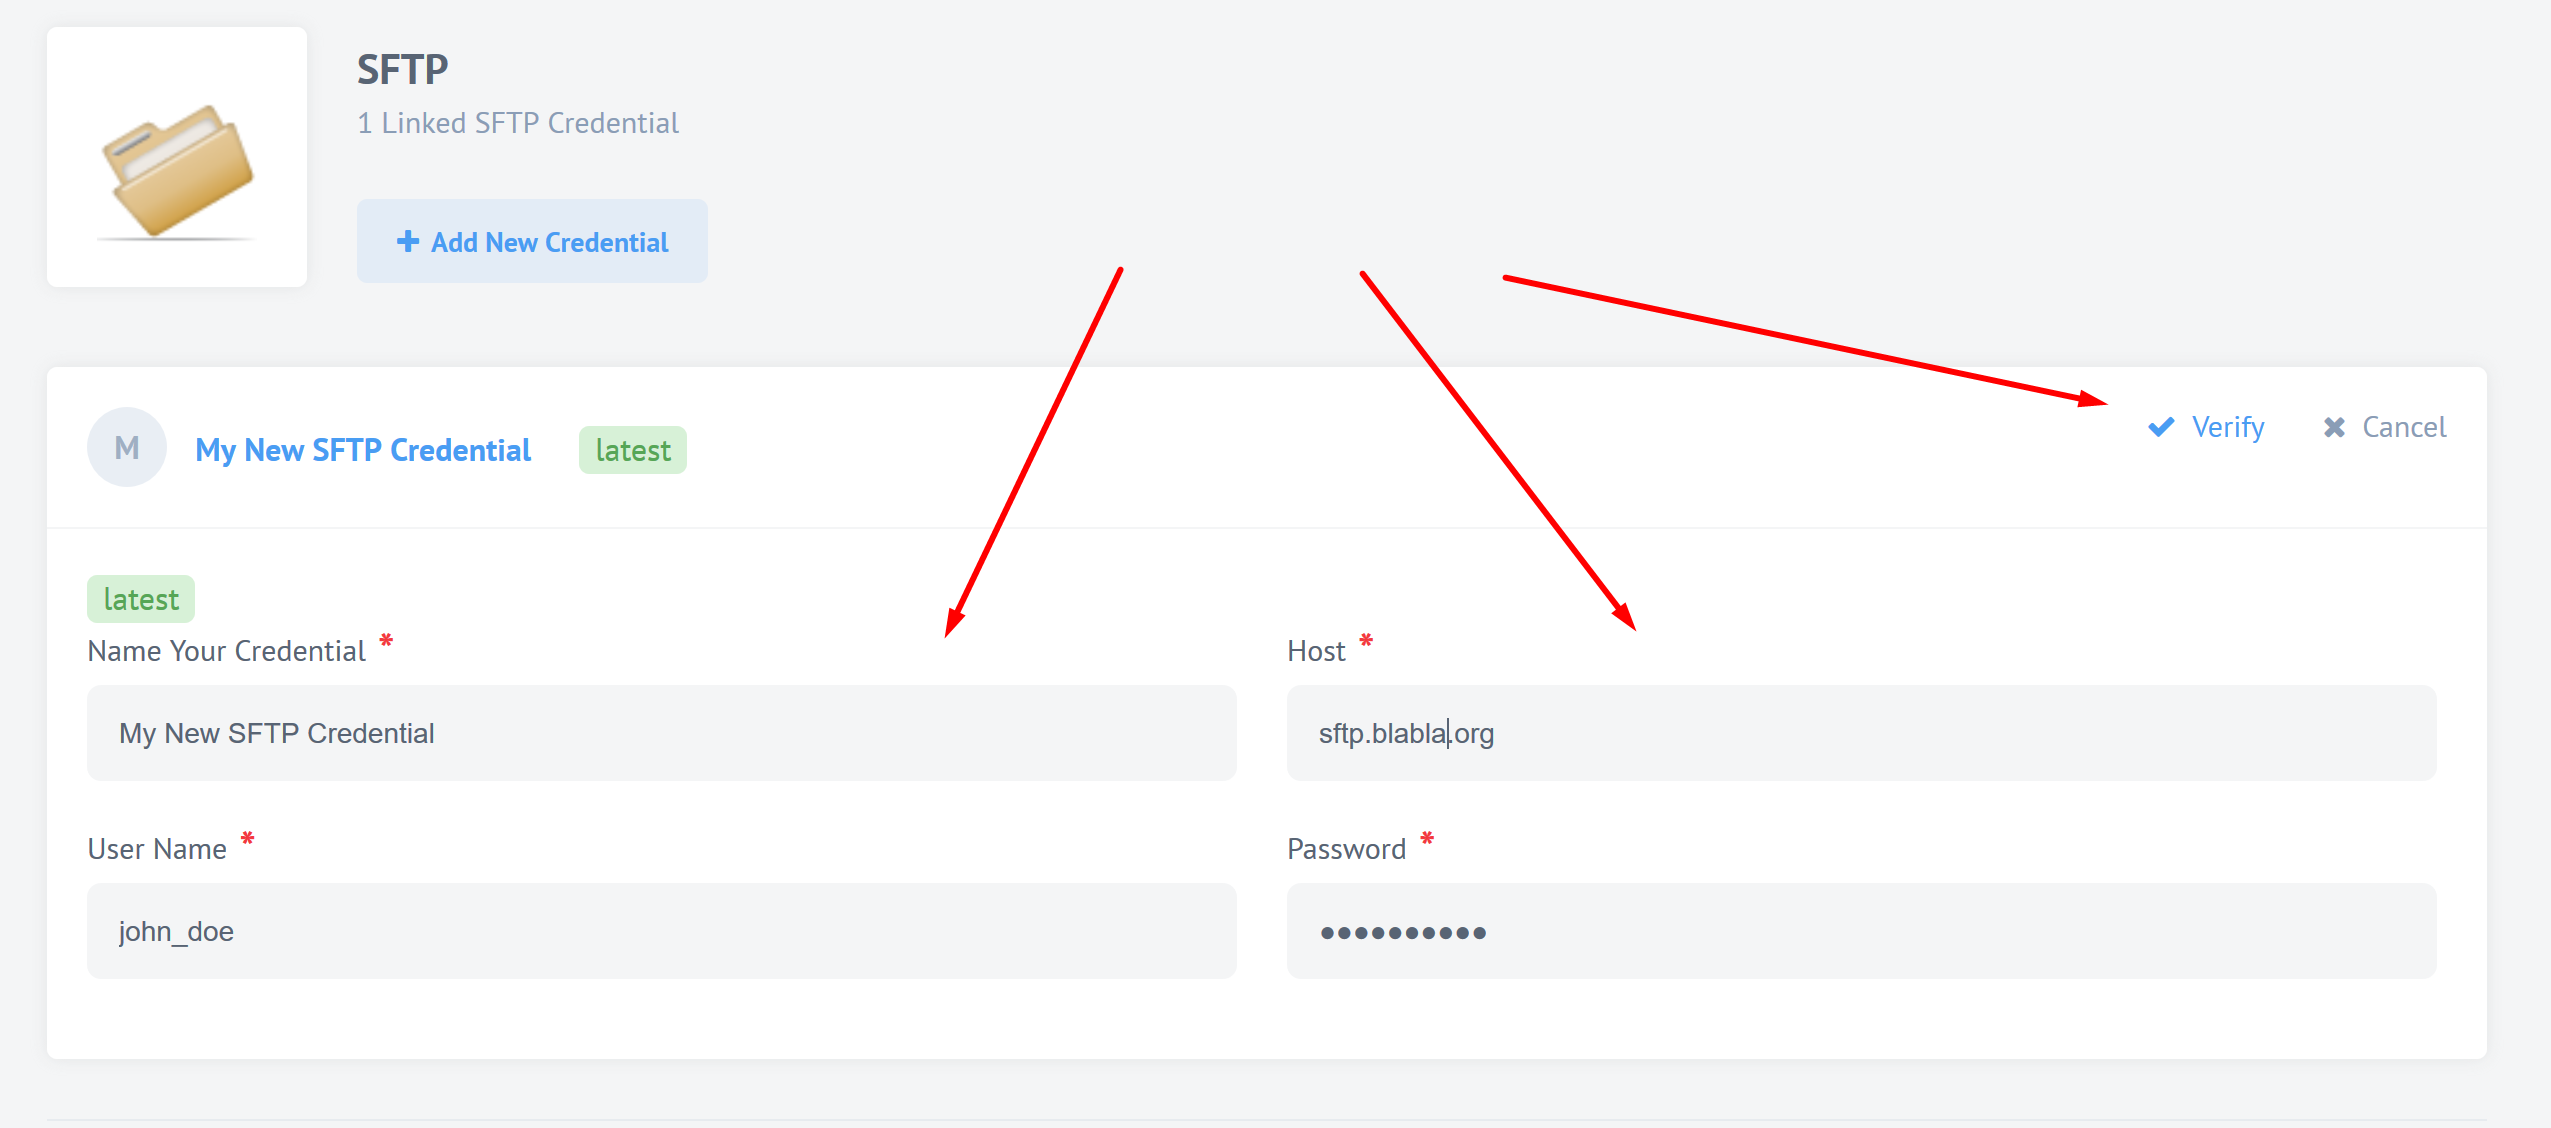 SFTP
1 Linked SFTP Credential
Add New Credential
M
My New SFTP Credential
latest
Verify
Cancel
latest
Name Your Credential *
Host *
My New SFTP Credential
sftp.blabla.org
User Name *
Password *
john_doe
••••••••••